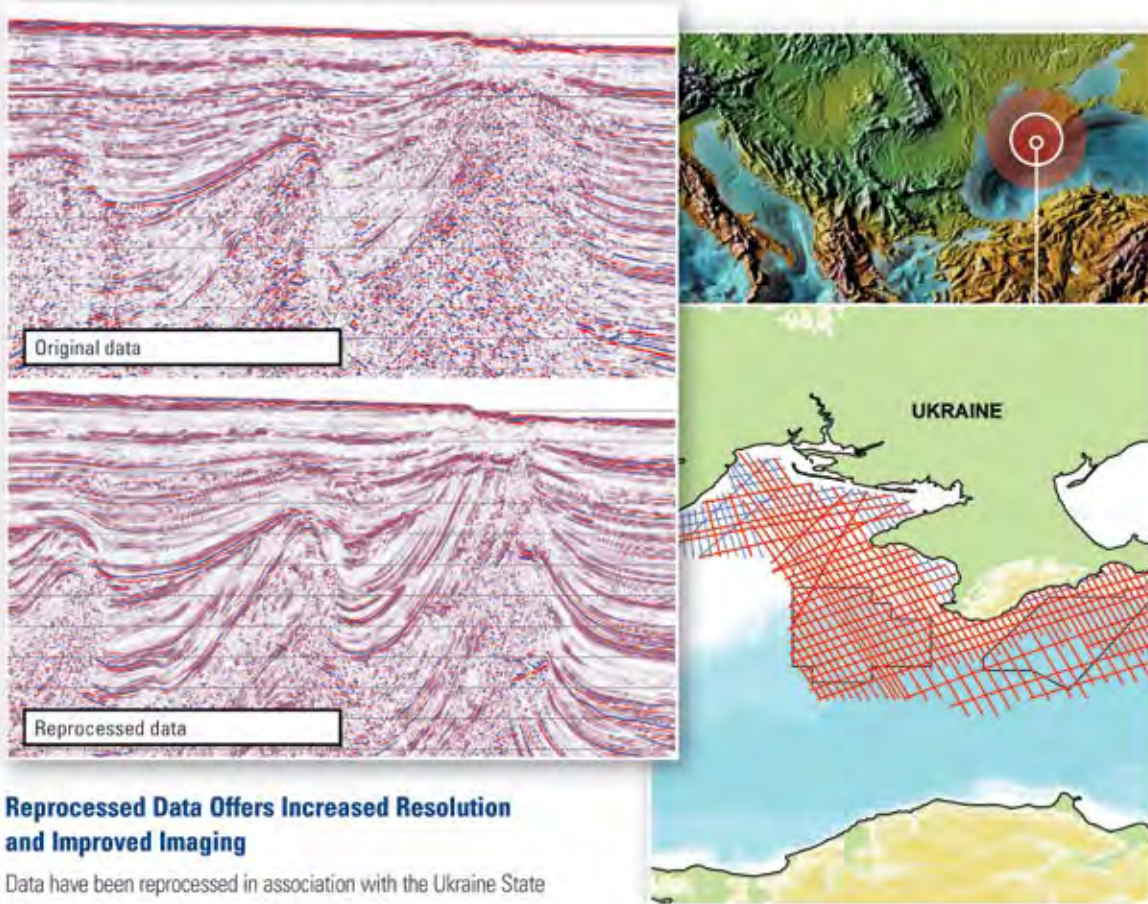 Original data
UKRAINE
Reprocessed data
Reprocessed Data Offers Increased Resolution
and Improved Imaging
Data have been reprocessed in association with the Ukraine State